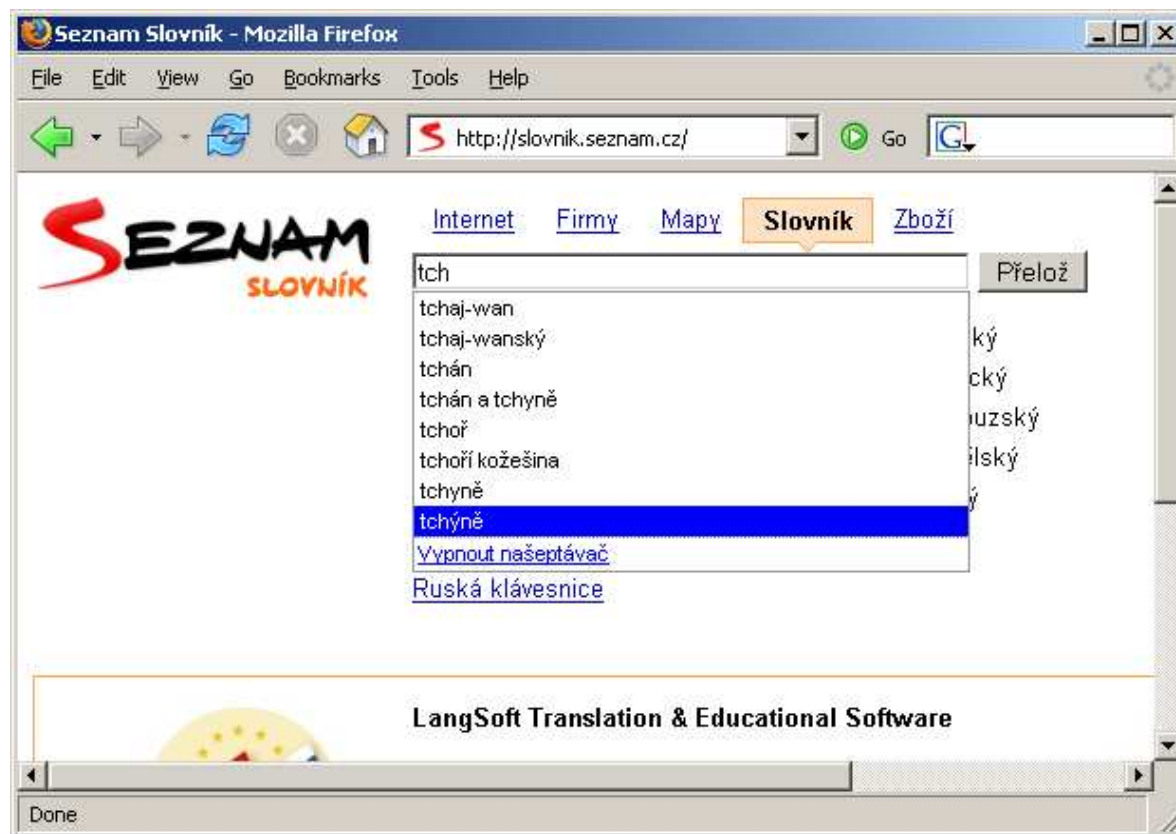 Seznam Slovník - Mozilla Firefox
File Edit View Go Bookmarks Tools Help
http://slovnik.seznam.cz/ Go G
SEZNAM
SLOVNÍK
Internet Firmy Mapy Slovník Zboží
tch Přelož
tchaj-wan
tchaj-wanský
tchán
tchán a tchyně
tchoř
tchoří kožešina
tchyně
tchýně
Vypnout našeptávač
Ruská klávesnice
LangSoft Translation & Educational Software
Done